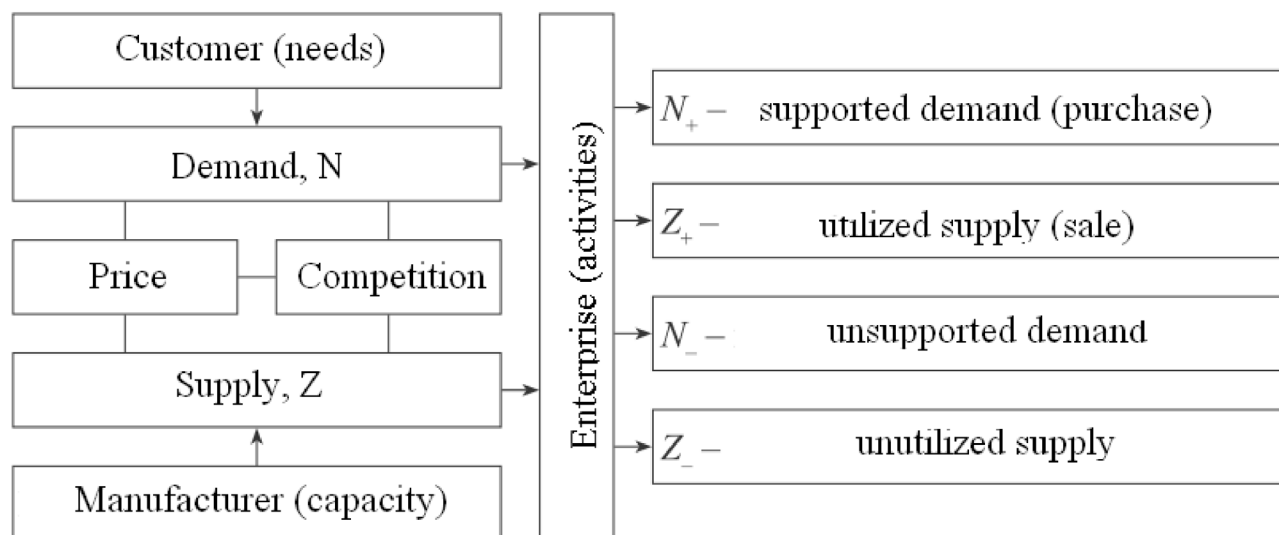 Customer (needs)
Demand, N
Price
Competition
Supply, Z
Manufacturer (capacity)
Enterprise (activities)
N₊ – supported demand (purchase)
Z₊ – utilized supply (sale)
N₋ – unsupported demand
Z₋ – unutilized supply